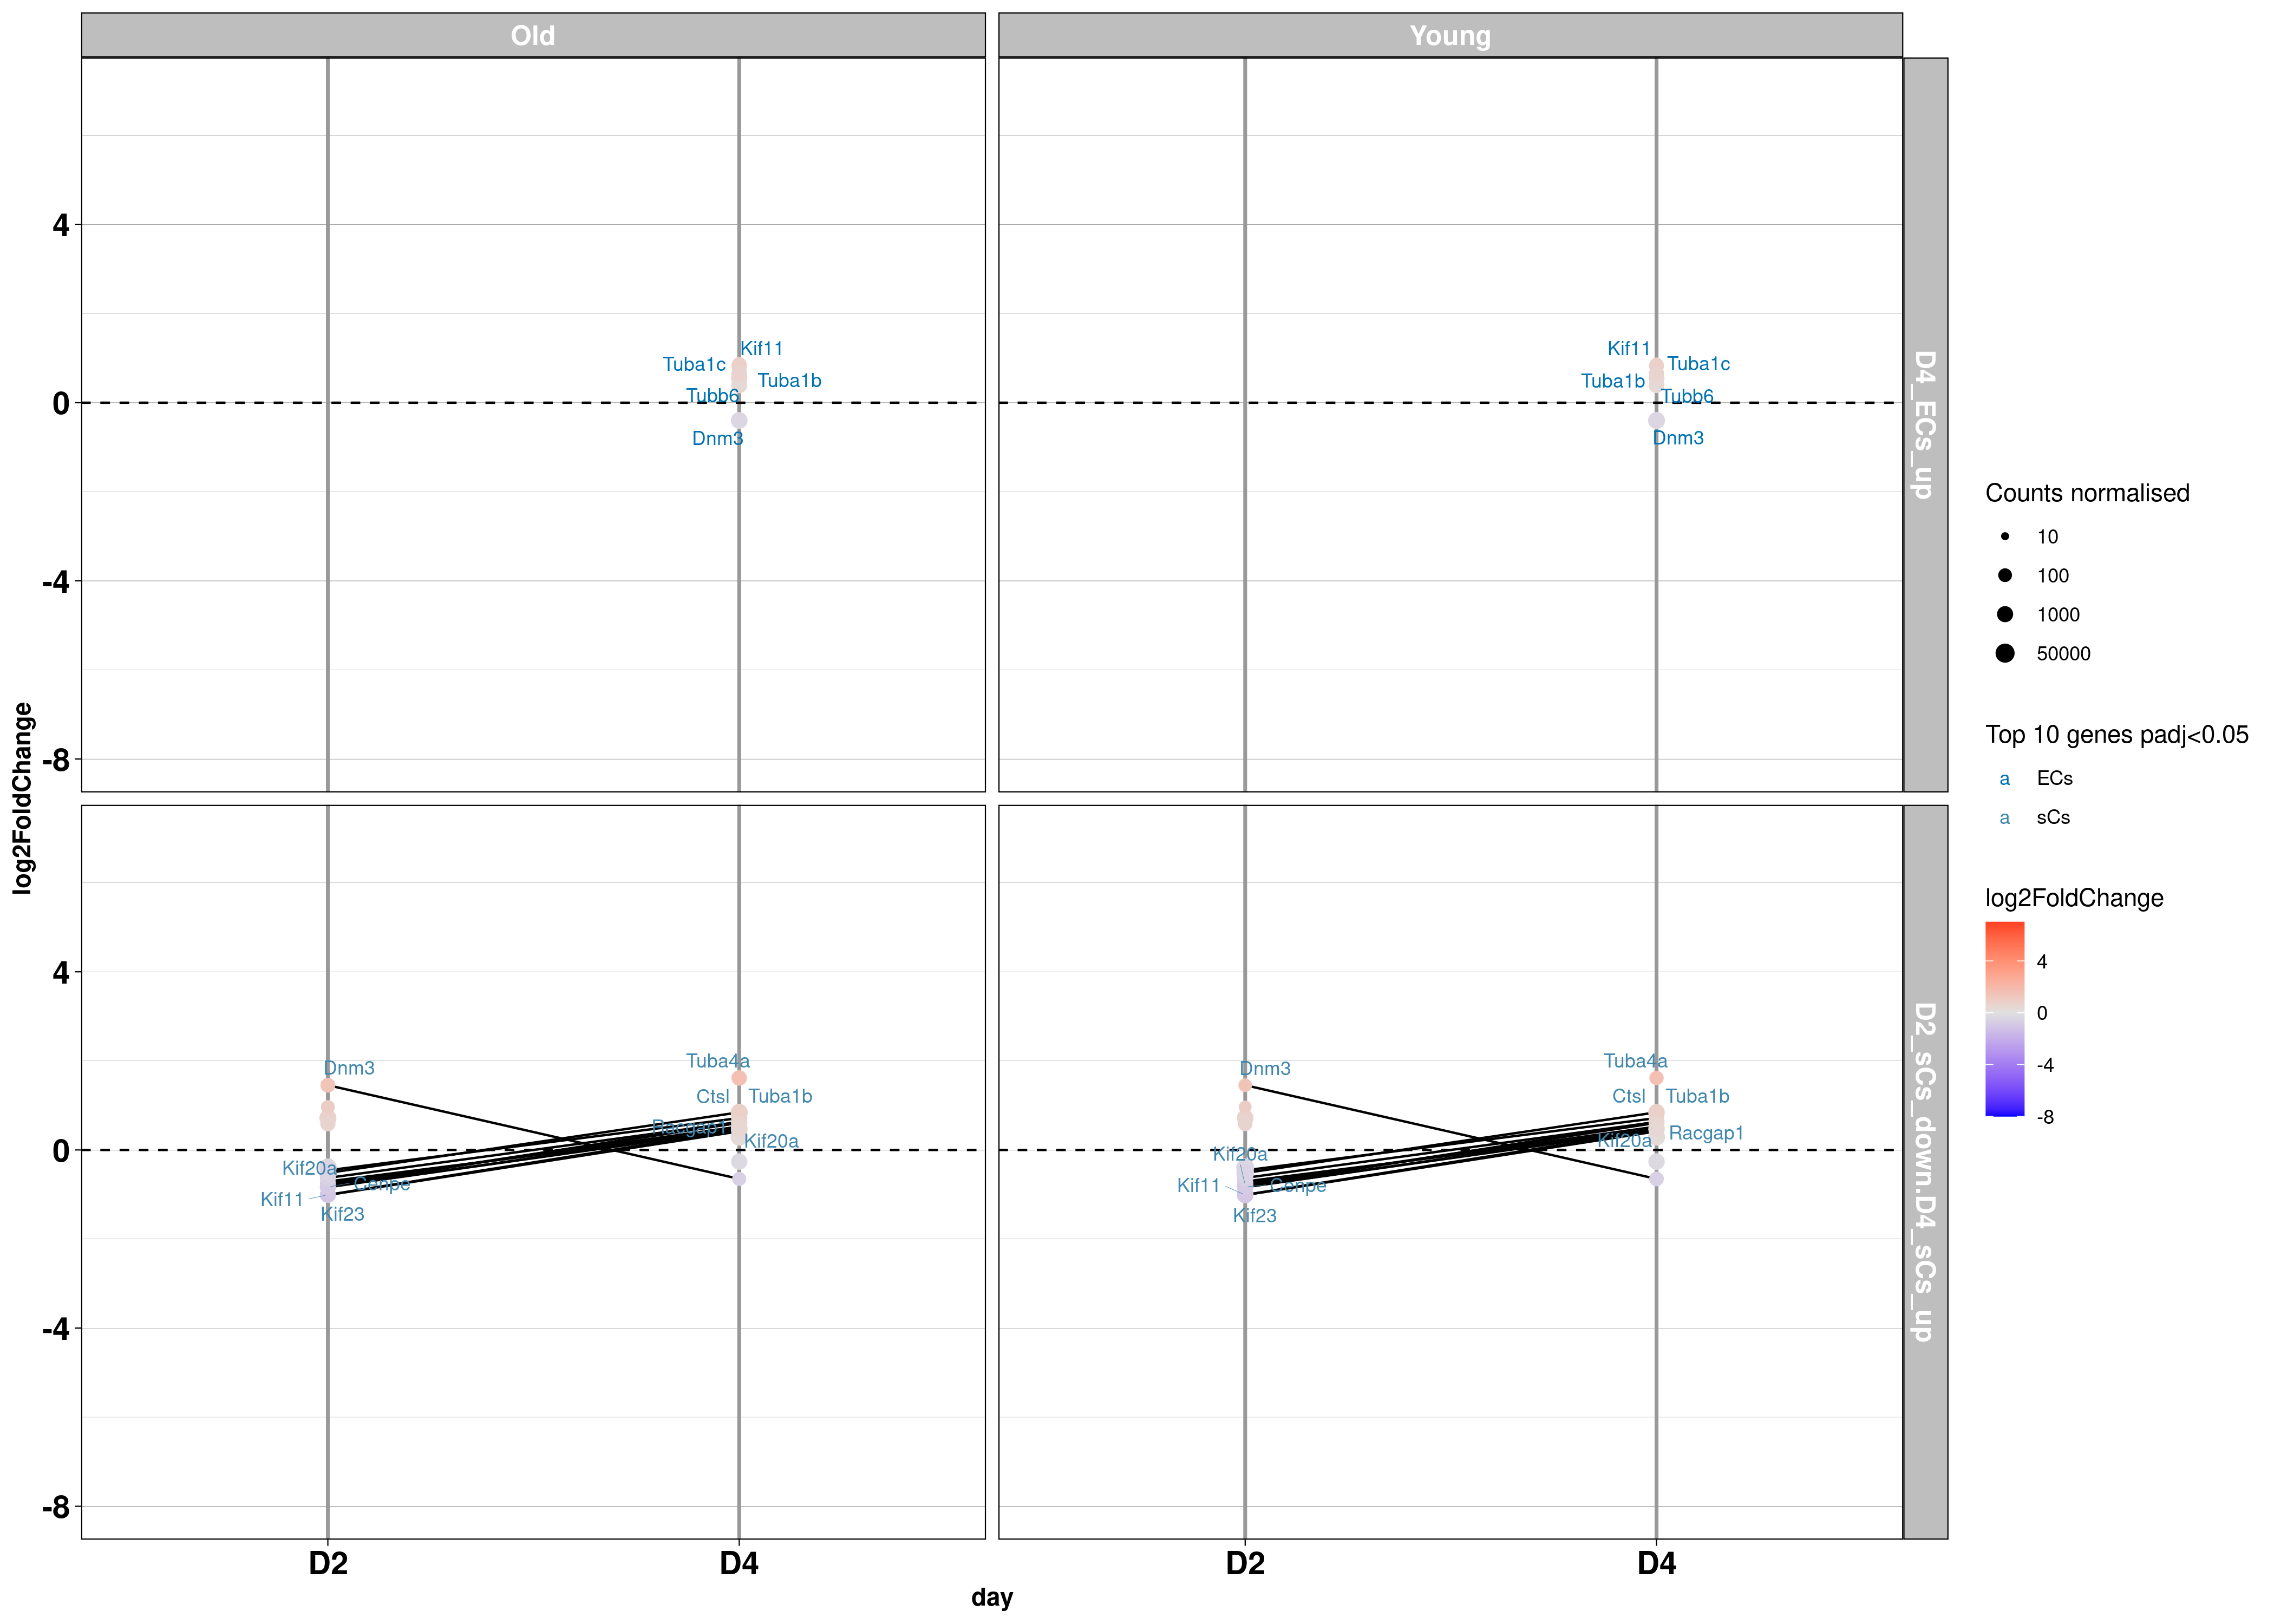 Old
Young
4
0
-4
-8
Kif11
Tuba1c
Tuba1b
Tubb6
Dnm3
Kif11
Tuba1c
Tuba1b
Tubb6
Dnm3
D4_ECs_up
log2FoldChange
4
0
-4
-8
Dnm3
Kif20a
Cenpe
Kif11
Kif23
Tuba4a
Ctsl
Tuba1b
Racgap1
Kif20a
Dnm3
Kif20a
Kif11
Cenpe
Kif23
Tuba4a
Ctsl
Tuba1b
Racgap1
Kif20a
D2_sCs_down.D4_sCs_up
D2
D4
D2
D4
day
Counts normalised
10
100
1000
50000
Top 10 genes padj<0.05
a ECs
a sCs
log2FoldChange
4
0
-4
-8